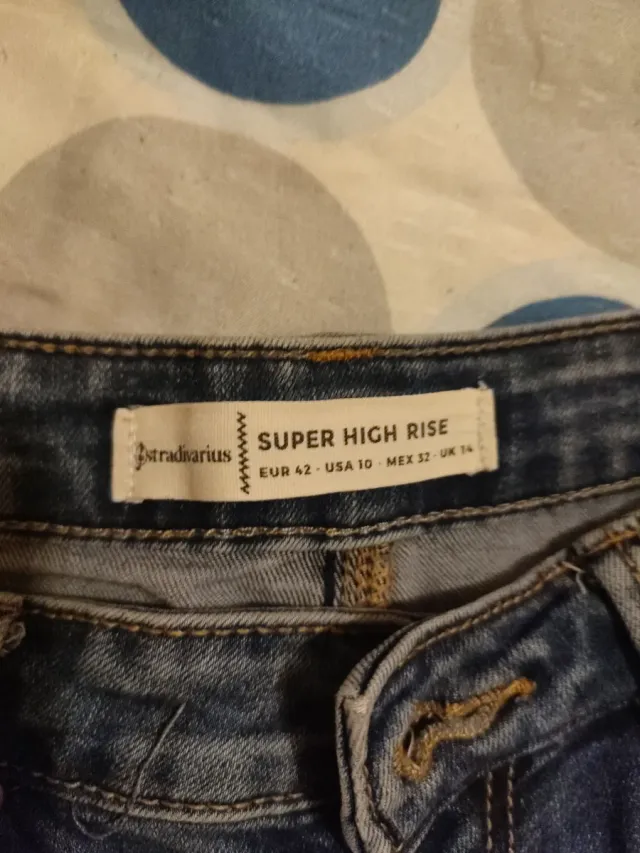 stradivarius
SUPER HIGH RISE
EUR 42 · USA 10 · MEX 32 · UK 14